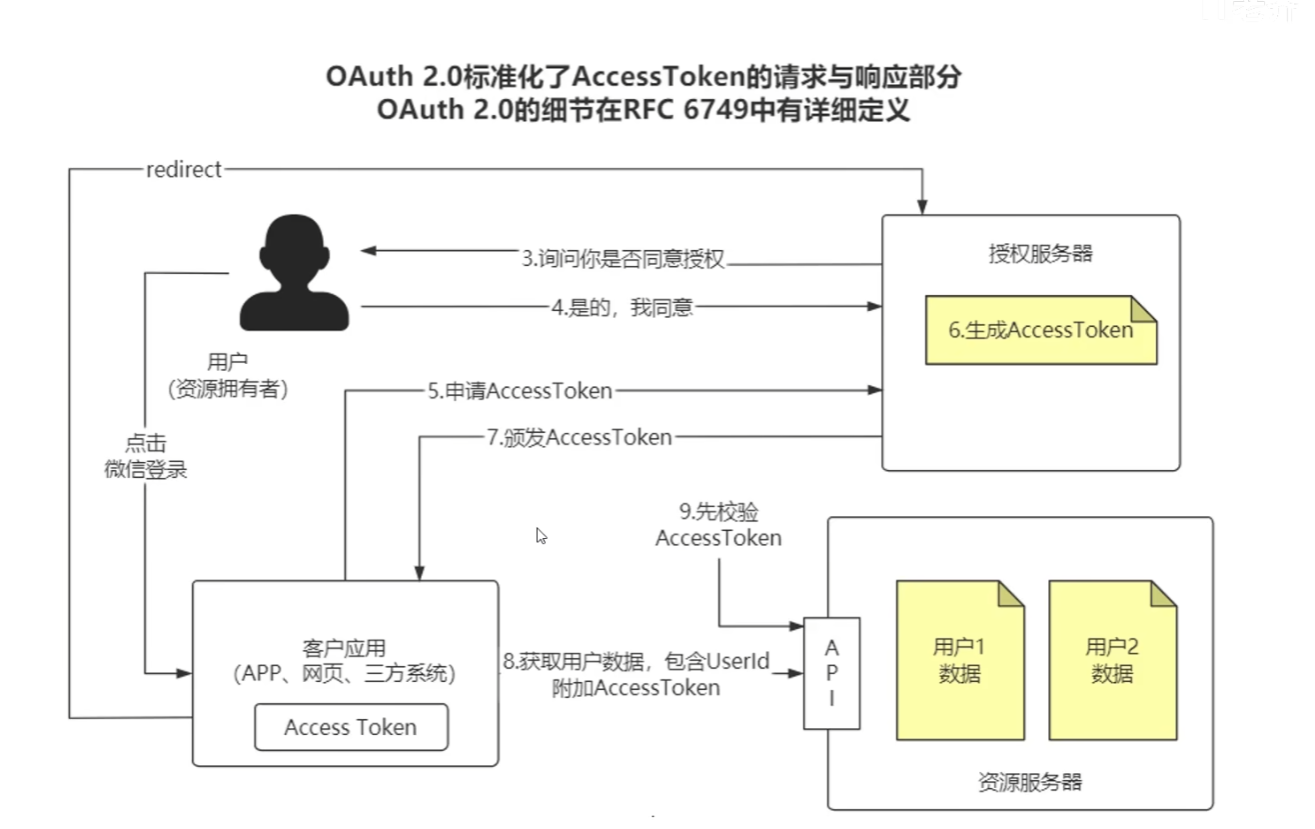 OAuth 2.0标准化了AccessToken的请求与响应部分
OAuth 2.0的细节在RFC 6749中有详细定义
redirect
3.询问你是否同意授权
授权服务器
4.是的，我同意
6.生成AccessToken
用户
（资源拥有者）
5.申请AccessToken
7.颁发AccessToken
点击
微信登录
9.先校验
AccessToken
客户应用
（APP、网页、三方系统）
Access Token
8.获取用户数据，包含UserId
附加AccessToken
A
P
I
用户1
数据
用户2
数据
资源服务器